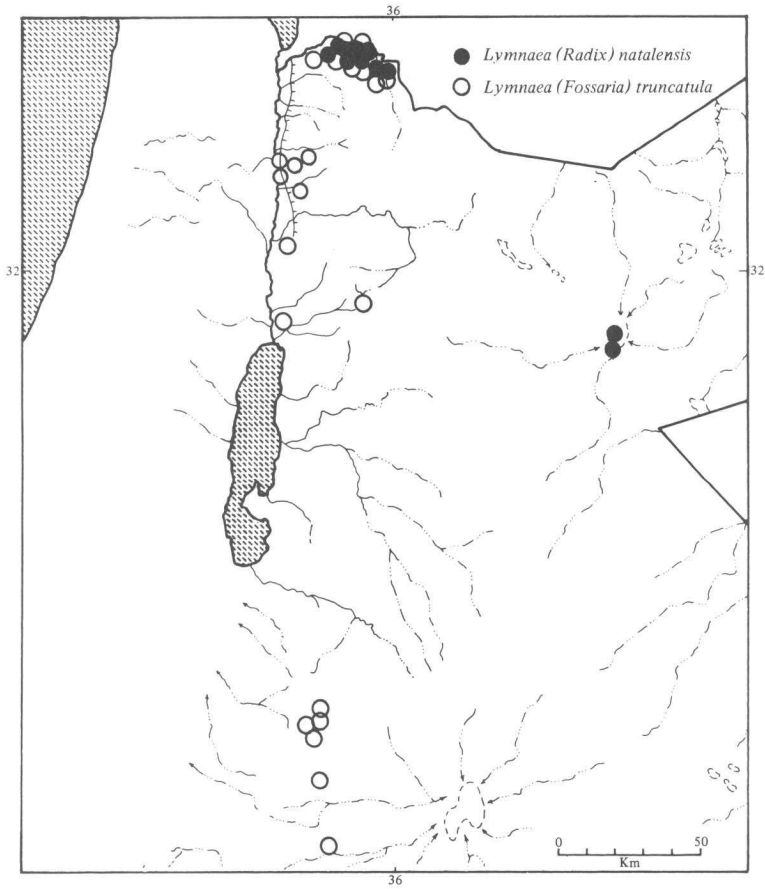 36
Lymnaea (Radix) natalensis
Lymnaea (Fossaria) truncatula
32
32
0 50
Km
36